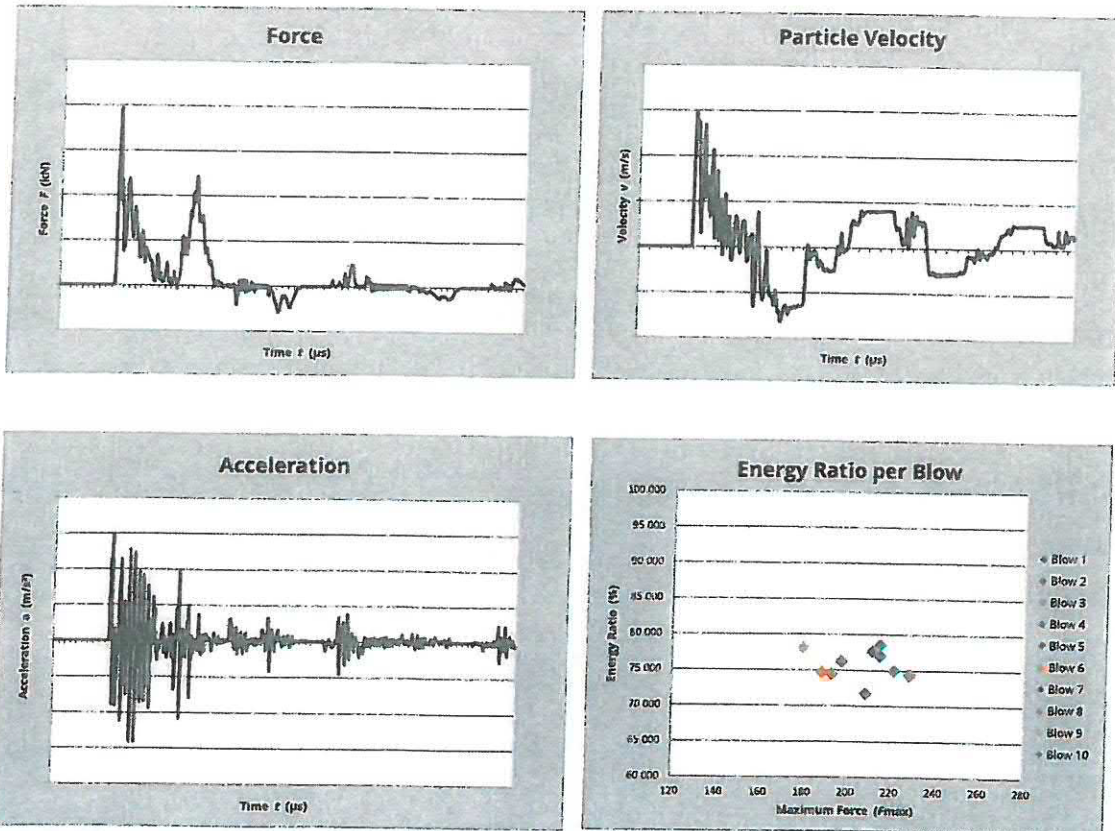 Force
Force F (kN)
Time t (µs)
Particle Velocity
Velocity v (m/s)
Time t (µs)
Acceleration
Acceleration a (m/s²)
Time t (µs)
Energy Ratio per Blow
Energy Ratio (%)
100 000
95 000
90 000
85 000
80 000
75 000
70 000
65 000
60 000
120 140 160 180 200 220 240 260 280
Maximum Force (Fmax)
Blow 1
Blow 2
Blow 3
Blow 4
Blow 5
Blow 6
Blow 7
Blow 8
Blow 9
Blow 10